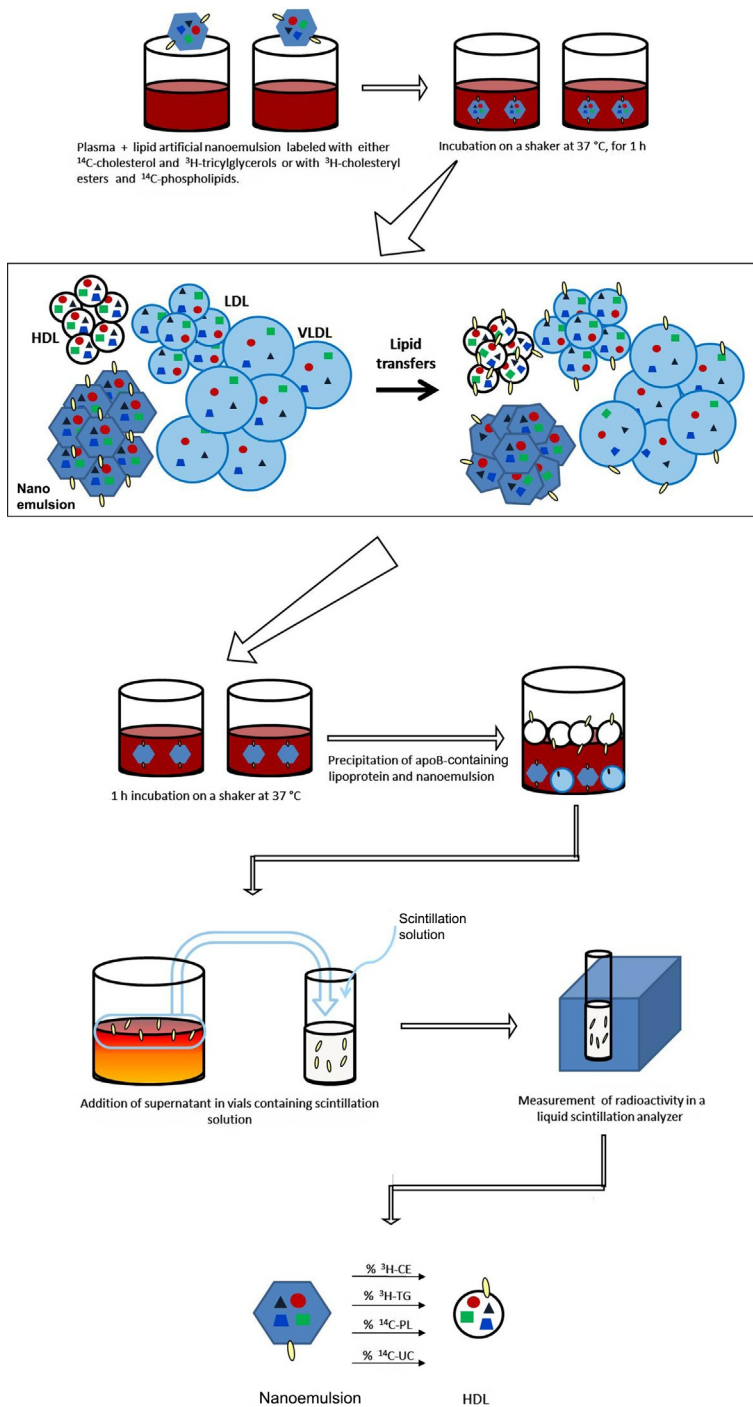 Plasma + lipid artificial nanoemulsion labeled with either
¹⁴C-cholesterol and ³H-tricylglycerols or with ³H-cholesteryl
esters and ¹⁴C-phospholipids.
Incubation on a shaker at 37 °C, for 1 h
HDL
LDL
VLDL
Nano
emulsion
Lipid
transfers
1 h incubation on a shaker at 37 °C
Precipitation of apoB-containing
lipoprotein and nanoemulsion
Scintillation
solution
Addition of supernatant in vials containing scintillation
solution
Measurement of radioactivity in a
liquid scintillation analyzer
% ³H-CE
% ³H-TG
% ¹⁴C-PL
% ¹⁴C-UC
Nanoemulsion
HDL